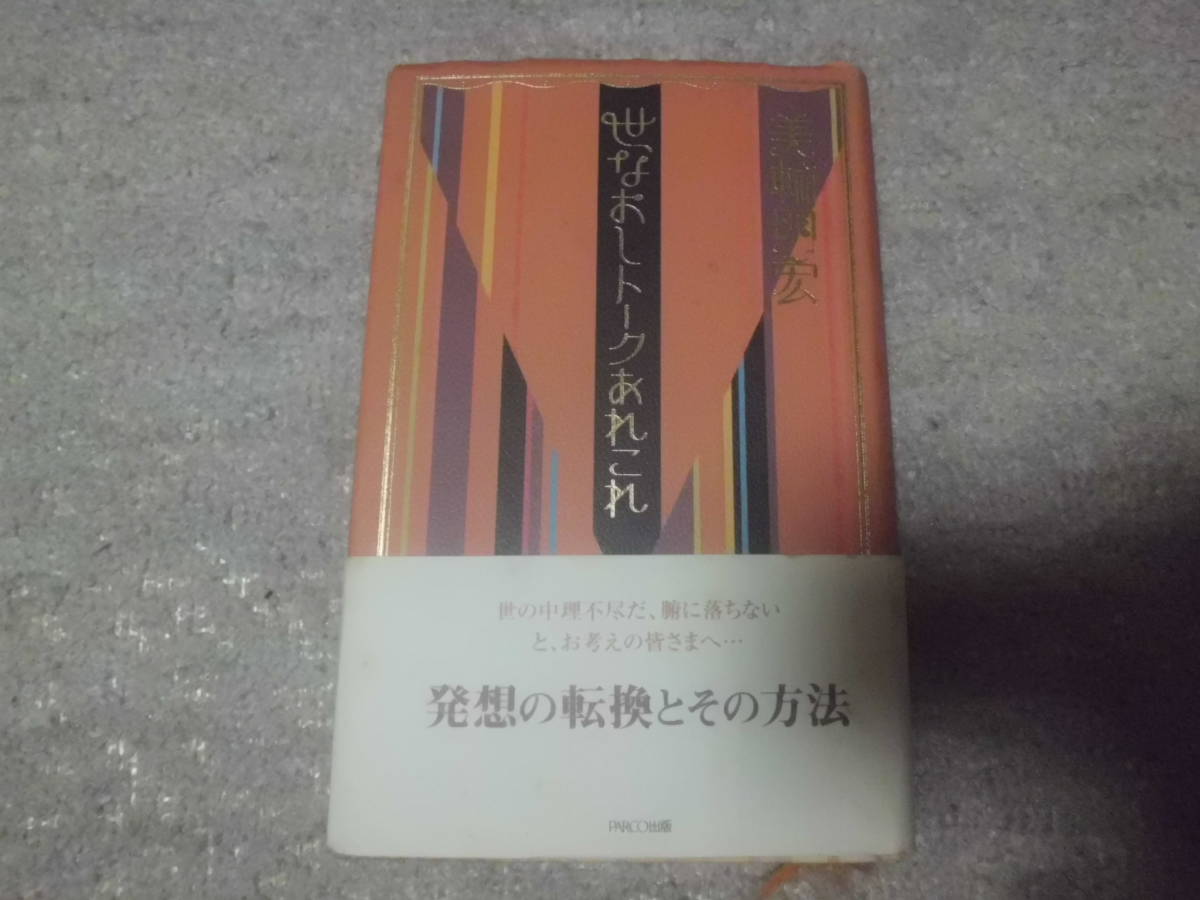 美輪明宏
世なおしトークあれこれ
世の中理不尽だ、腑に落ちない
と、お考えの皆さまへ…
発想の転換とその方法
PARCO出版